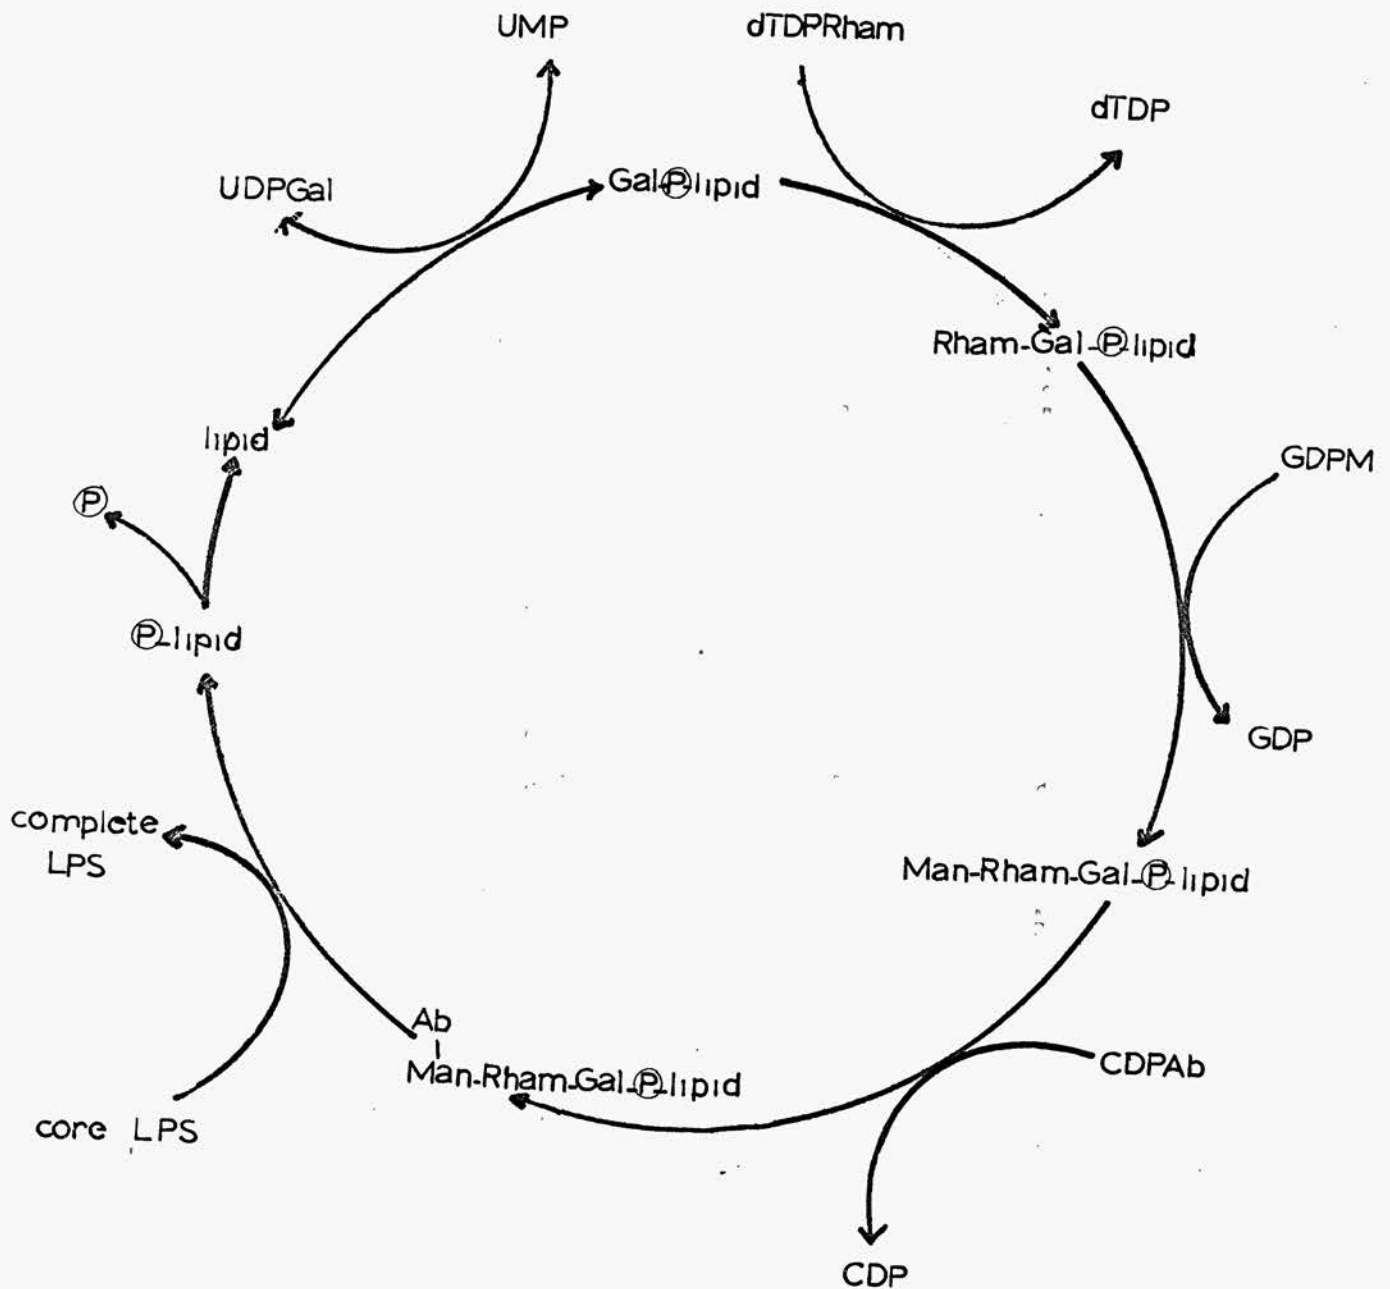 UMP
dTDPRham
dTDP
UDPGal
Gal-Ⓟ-lipid
Rham-Gal-Ⓟ-lipid
lipid
GDPM
Ⓟ
Ⓟ-lipid
GDP
complete
LPS
Man-Rham-Gal-Ⓟ-lipid
Ab
Man-Rham-Gal-Ⓟ-lipid
CDPAb
core LPS
CDP